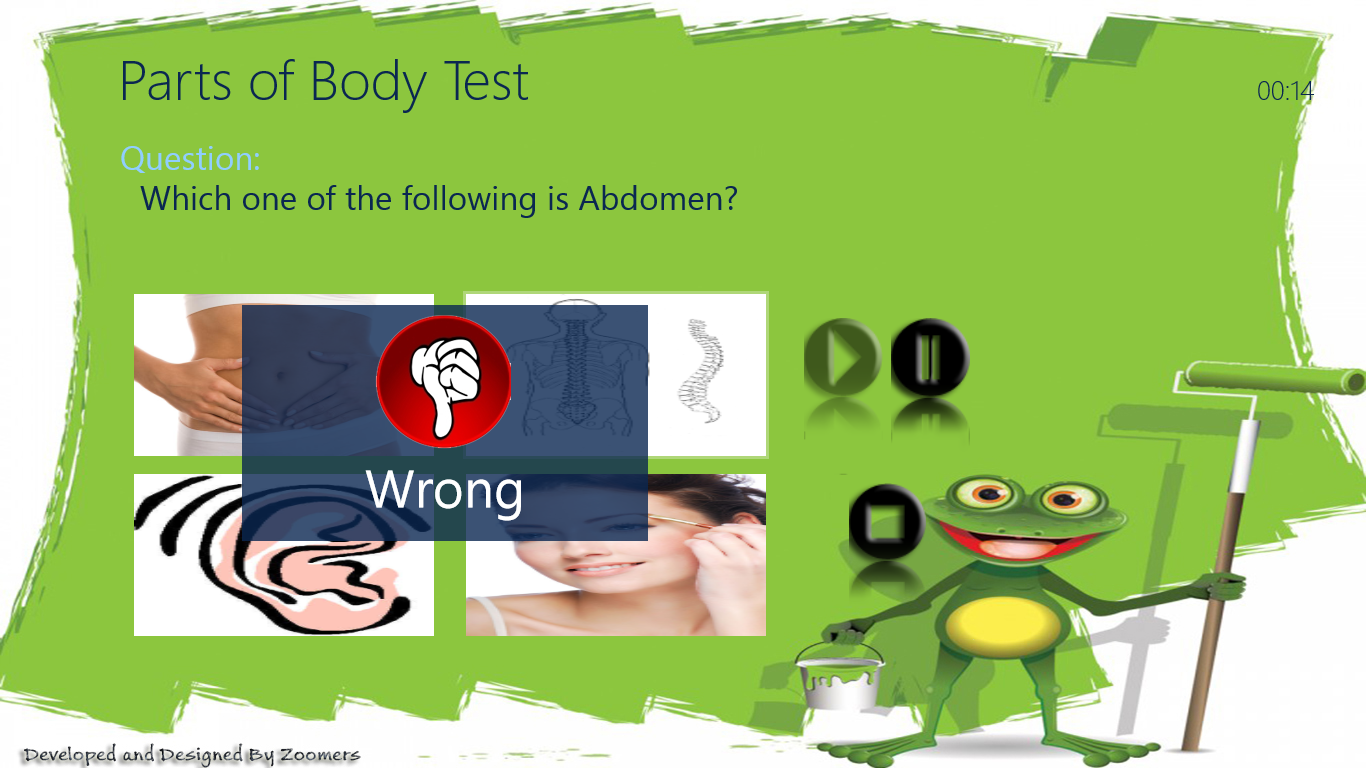 Parts of Body Test
00:14
Question:
Which one of the following is Abdomen?
Wrong
Developed and Designed By Zoomers